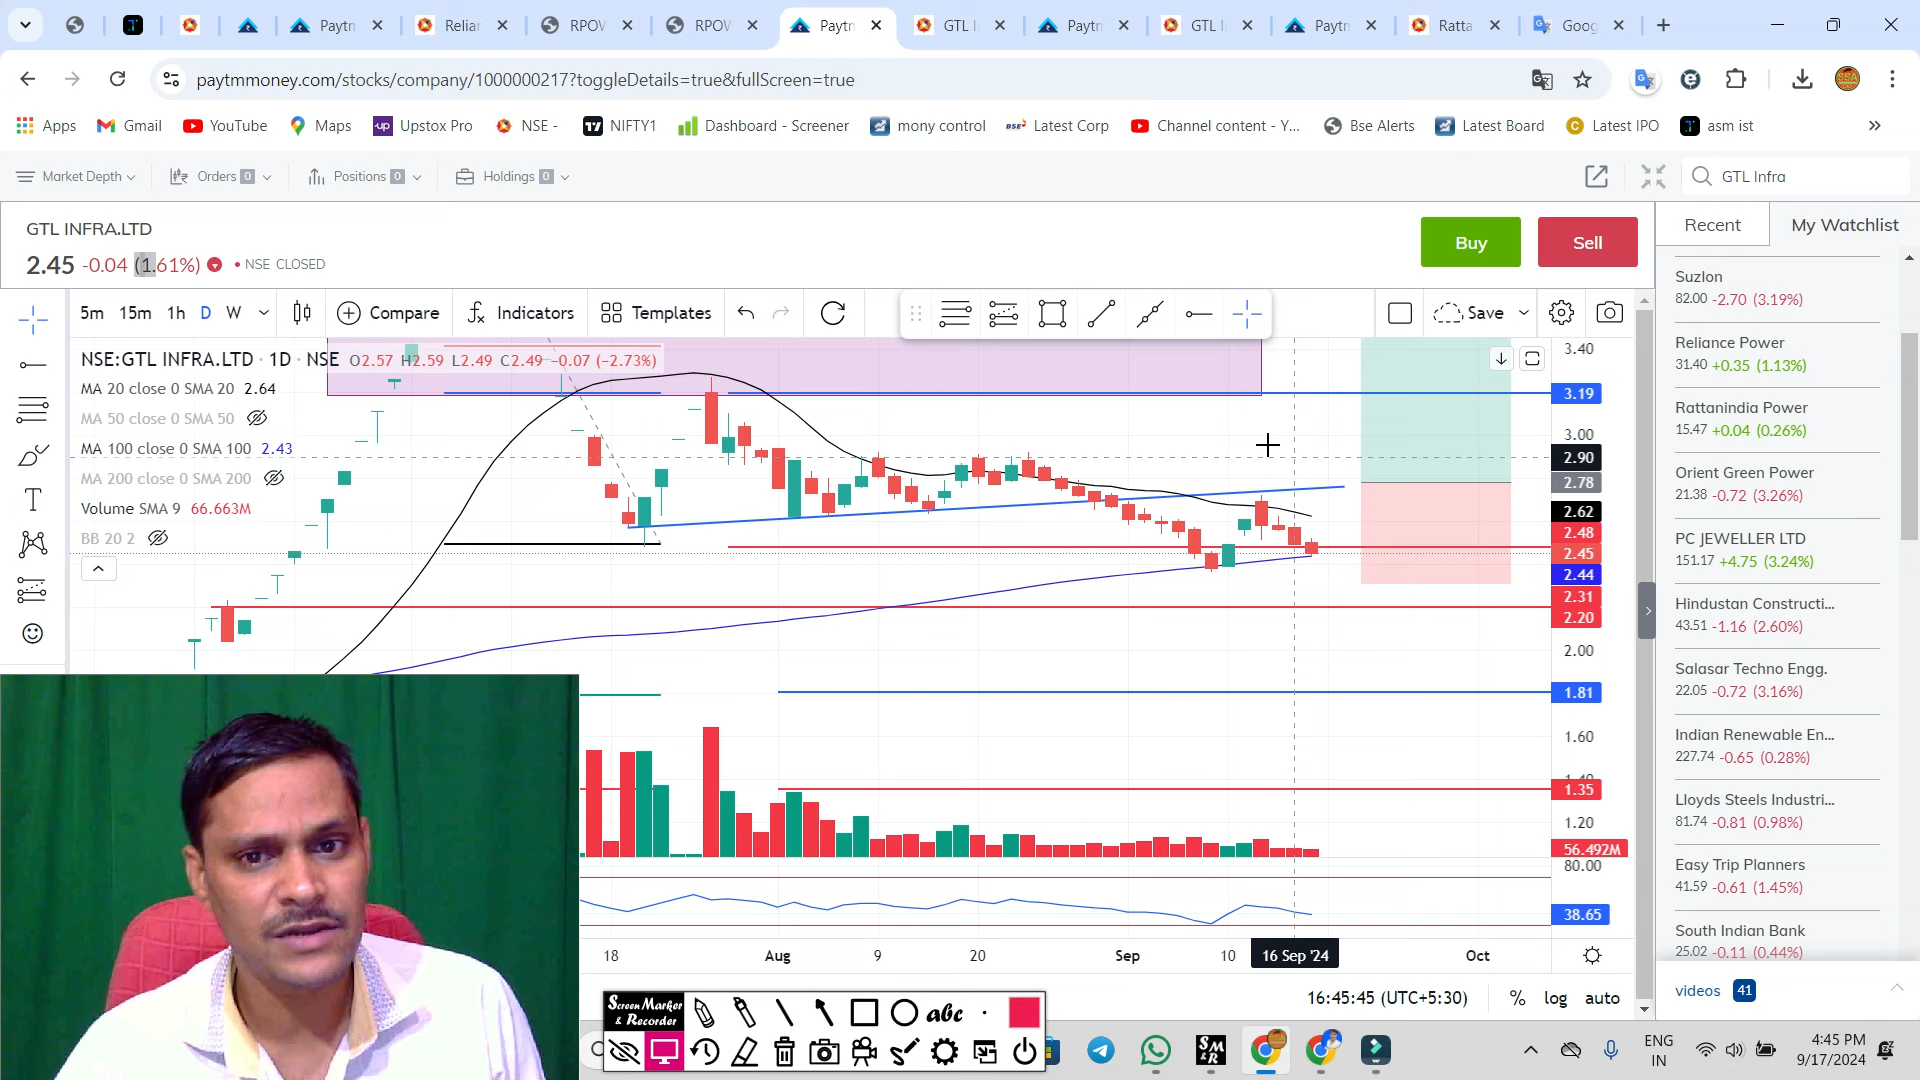 Paytm
Relian
RPOW
RPOW
Paytm
GTL I
Paytm
GTL I
Paytm
Ratta
Goog
paytmmoney.com/stocks/company/1000000217?toggleDetails=true&fullScreen=true
Apps
Gmail
YouTube
Maps
up Upstox Pro
NSE -
NIFTY1
Dashboard - Screener
mony control
BSE Latest Corp
Channel content - Y...
Bse Alerts
Latest Board
Latest IPO
asm ist
Market Depth
Orders 0
Positions 0
Holdings 0
GTL Infra
GTL INFRA.LTD
2.45 -0.04 (1.61%) • NSE CLOSED
Buy
Sell
Recent
My Watchlist
5m 15m 1h D W
Compare
Indicators
Templates
Save
NSE:GTL INFRA.LTD · 1D · NSE O2.57 H2.59 L2.49 C2.49 −0.07 (−2.73%)
MA 20 close 0 SMA 20 2.64
MA 50 close 0 SMA 50
MA 100 close 0 SMA 100 2.43
MA 200 close 0 SMA 200
Volume SMA 9 66.663M
BB 20 2
3.40
3.19
3.00
2.90
2.78
2.62
2.48
2.45
2.44
2.31
2.20
2.00
1.81
1.60
1.40
1.35
1.20
56.492M
80.00
38.65
18
Aug
9
20
Sep
10
16 Sep '24
Oct
16:45:45 (UTC+5:30)
%
log
auto
Suzlon
82.00 -2.70 (3.19%)
Reliance Power
31.40 +0.35 (1.13%)
Rattanindia Power
15.47 +0.04 (0.26%)
Orient Green Power
21.38 -0.72 (3.26%)
PC JEWELLER LTD
151.17 +4.75 (3.24%)
Hindustan Constructi...
43.51 -1.16 (2.60%)
Salasar Techno Engg.
22.05 -0.72 (3.16%)
Indian Renewable En...
227.74 -0.65 (0.28%)
Lloyds Steels Industri...
81.74 -0.81 (0.98%)
Easy Trip Planners
41.59 -0.61 (1.45%)
South Indian Bank
25.02 -0.11 (0.44%)
videos 41
Screen Marker
& Recorder
abc
SM
&R
ENG
IN
4:45 PM
9/17/2024